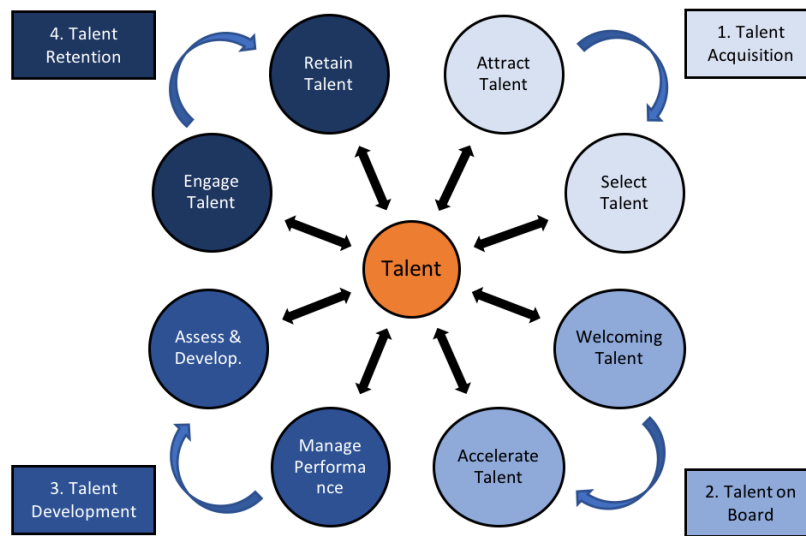 4. Talent
Retention
Retain
Talent
Attract
Talent
1. Talent
Acquisition
Engage
Talent
Select
Talent
Talent
Assess &
Develop.
Welcoming
Talent
Manage
Performa
nce
Accelerate
Talent
3. Talent
Development
2. Talent on
Board